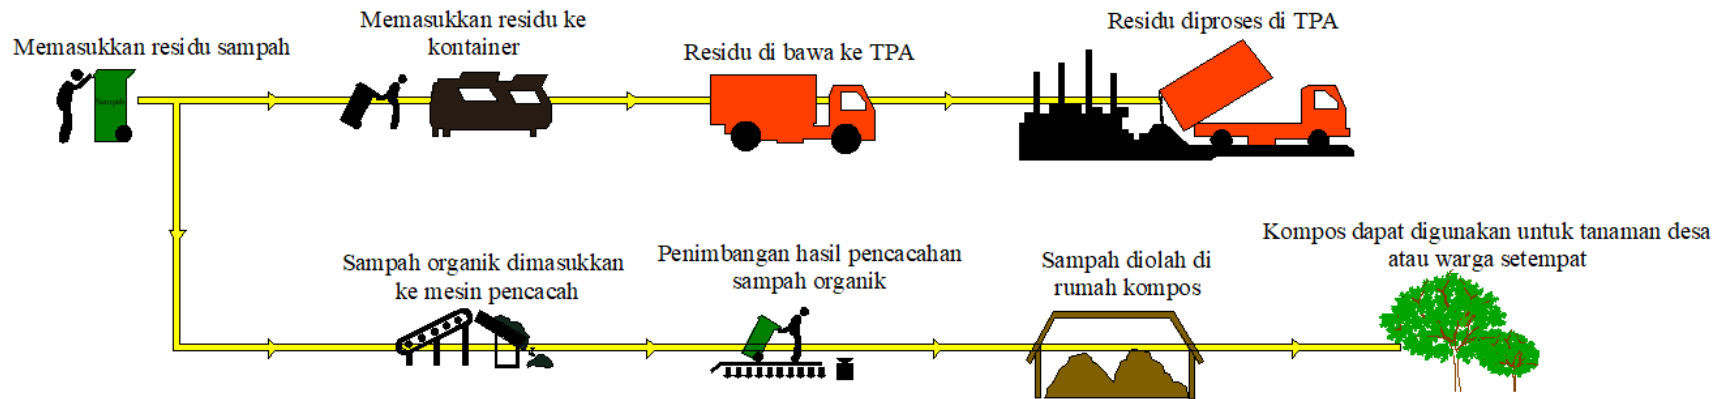 Memasukkan residu sampah
Sampah
Memasukkan residu ke
kontainer
Residu di bawa ke TPA
Residu diproses di TPA
Sampah organik dimasukkan
ke mesin pencacah
Penimbangan hasil pencacahan
sampah organik
Sampah diolah di
rumah kompos
Kompos dapat digunakan untuk tanaman desa
atau warga setempat